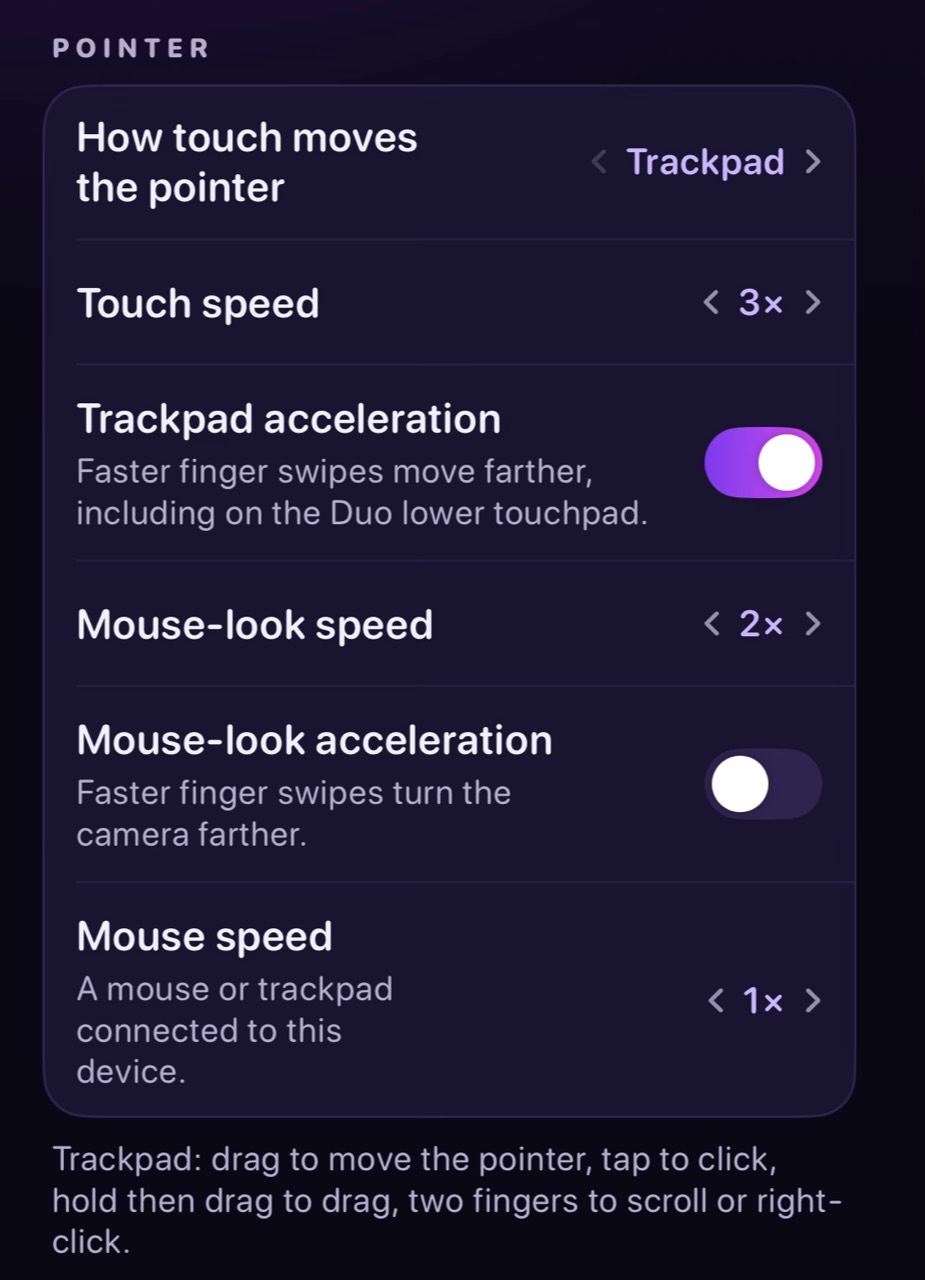 POINTER
How touch moves
the pointer
Trackpad
Touch speed
3×
Trackpad acceleration
Faster finger swipes move farther,
including on the Duo lower touchpad.
Mouse-look speed
2×
Mouse-look acceleration
Faster finger swipes turn the
camera farther.
Mouse speed
A mouse or trackpad
connected to this
device.
1×
Trackpad: drag to move the pointer, tap to click,
hold then drag to drag, two fingers to scroll or right-
click.